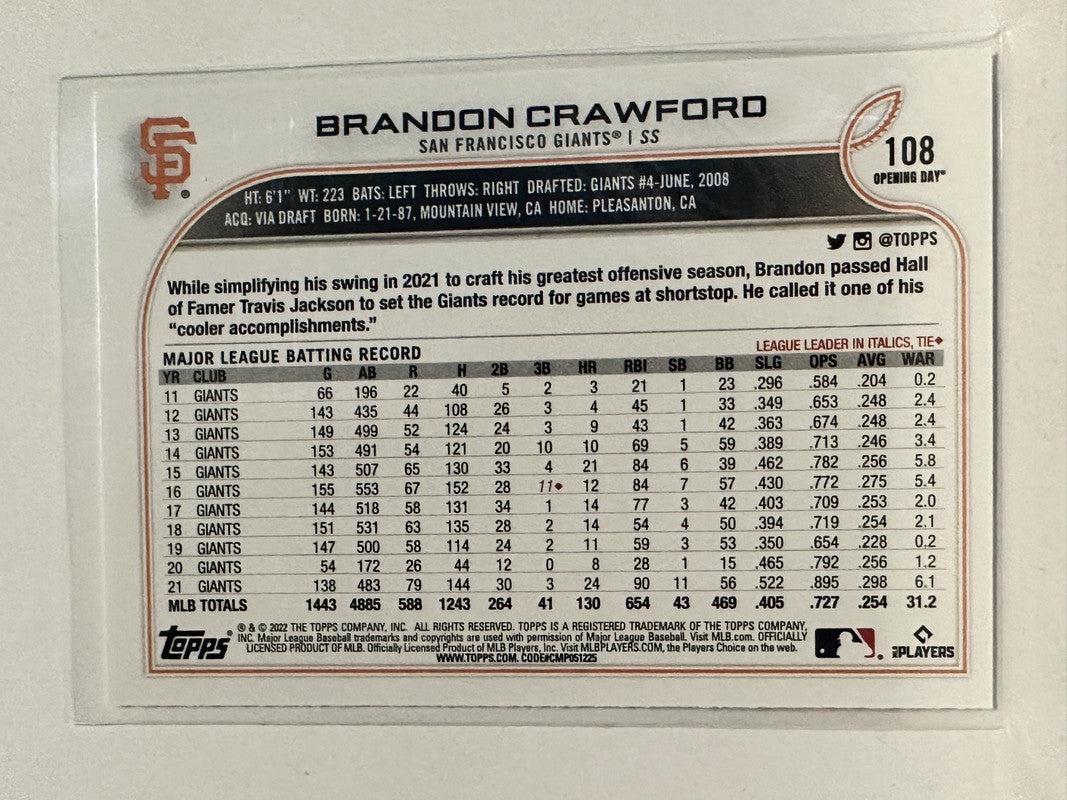 SF®
BRANDON CRAWFORD
SAN FRANCISCO GIANTS® | SS
108
OPENING DAY®
HT: 6'1" WT: 223 BATS: LEFT THROWS: RIGHT DRAFTED: GIANTS #4-JUNE, 2008
ACQ: VIA DRAFT BORN: 1-21-87, MOUNTAIN VIEW, CA HOME: PLEASANTON, CA
@TOPPS
While simplifying his swing in 2021 to craft his greatest offensive season, Brandon passed Hall
of Famer Travis Jackson to set the Giants record for games at shortstop. He called it one of his
"cooler accomplishments."
MAJOR LEAGUE BATTING RECORD LEAGUE LEADER IN ITALICS, TIE◆
YR CLUB G AB R H 2B 3B HR RBI SB BB SLG OPS AVG WAR
11 GIANTS 66 196 22 40 5 2 3 21 1 23 .296 .584 .204 0.2
12 GIANTS 143 435 44 108 26 3 4 45 1 33 .349 .653 .248 2.4
13 GIANTS 149 499 52 124 24 3 9 43 1 42 .363 .674 .248 2.4
14 GIANTS 153 491 54 121 20 10 10 69 5 59 .389 .713 .246 3.4
15 GIANTS 143 507 65 130 33 4 21 84 6 39 .462 .782 .256 5.8
16 GIANTS 155 553 67 152 28 11◆ 12 84 7 57 .430 .772 .275 5.4
17 GIANTS 144 518 58 131 34 1 14 77 3 42 .403 .709 .253 2.0
18 GIANTS 151 531 63 135 28 2 14 54 4 50 .394 .719 .254 2.1
19 GIANTS 147 500 58 114 24 2 11 59 3 53 .350 .654 .228 0.2
20 GIANTS 54 172 26 44 12 0 8 28 1 15 .465 .792 .256 1.2
21 GIANTS 138 483 79 144 30 3 24 90 11 56 .522 .895 .298 6.1
MLB TOTALS 1443 4885 588 1243 264 41 130 654 43 469 .405 .727 .254 31.2
topps
® & © 2022 THE TOPPS COMPANY, INC. ALL RIGHTS RESERVED. TOPPS IS A REGISTERED TRADEMARK OF THE TOPPS COMPANY,
INC. Major League Baseball trademarks and copyrights are used with permission of Major League Baseball. Visit MLB.com. OFFICIALLY
LICENSED PRODUCT OF MLB. Officially Licensed Product of MLB Players, Inc. Visit MLBPLAYERS.COM, the Players Choice on the web.
WWW.TOPPS.COM. CODE#CMP051225
PLAYERS